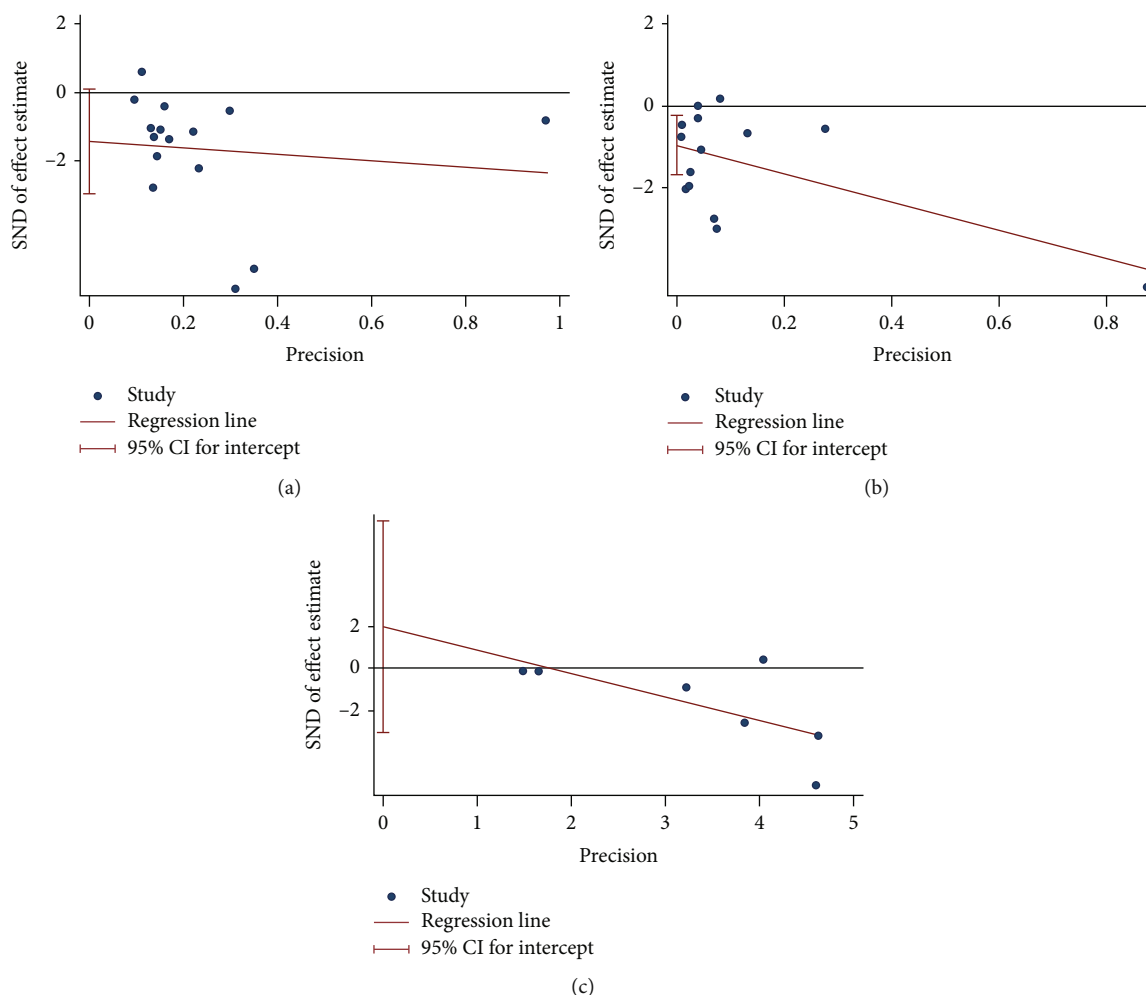 2
0
−2
SND of effect estimate
0
0.2
0.4
0.6
0.8
1
Precision
Study
Regression line
95% CI for intercept
(a)
2
0
−2
SND of effect estimate
0
0.2
0.4
0.6
0.8
Precision
Study
Regression line
95% CI for intercept
(b)
2
0
−2
SND of effect estimate
0
1
2
3
4
5
Precision
Study
Regression line
95% CI for intercept
(c)